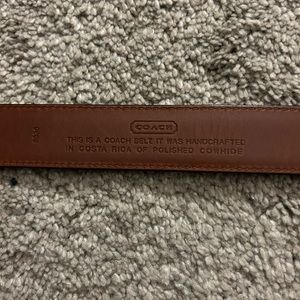 COACH
THIS IS A COACH BELT IT WAS HANDCRAFTED
IN COSTA RICA OF POLISHED COWHIDE